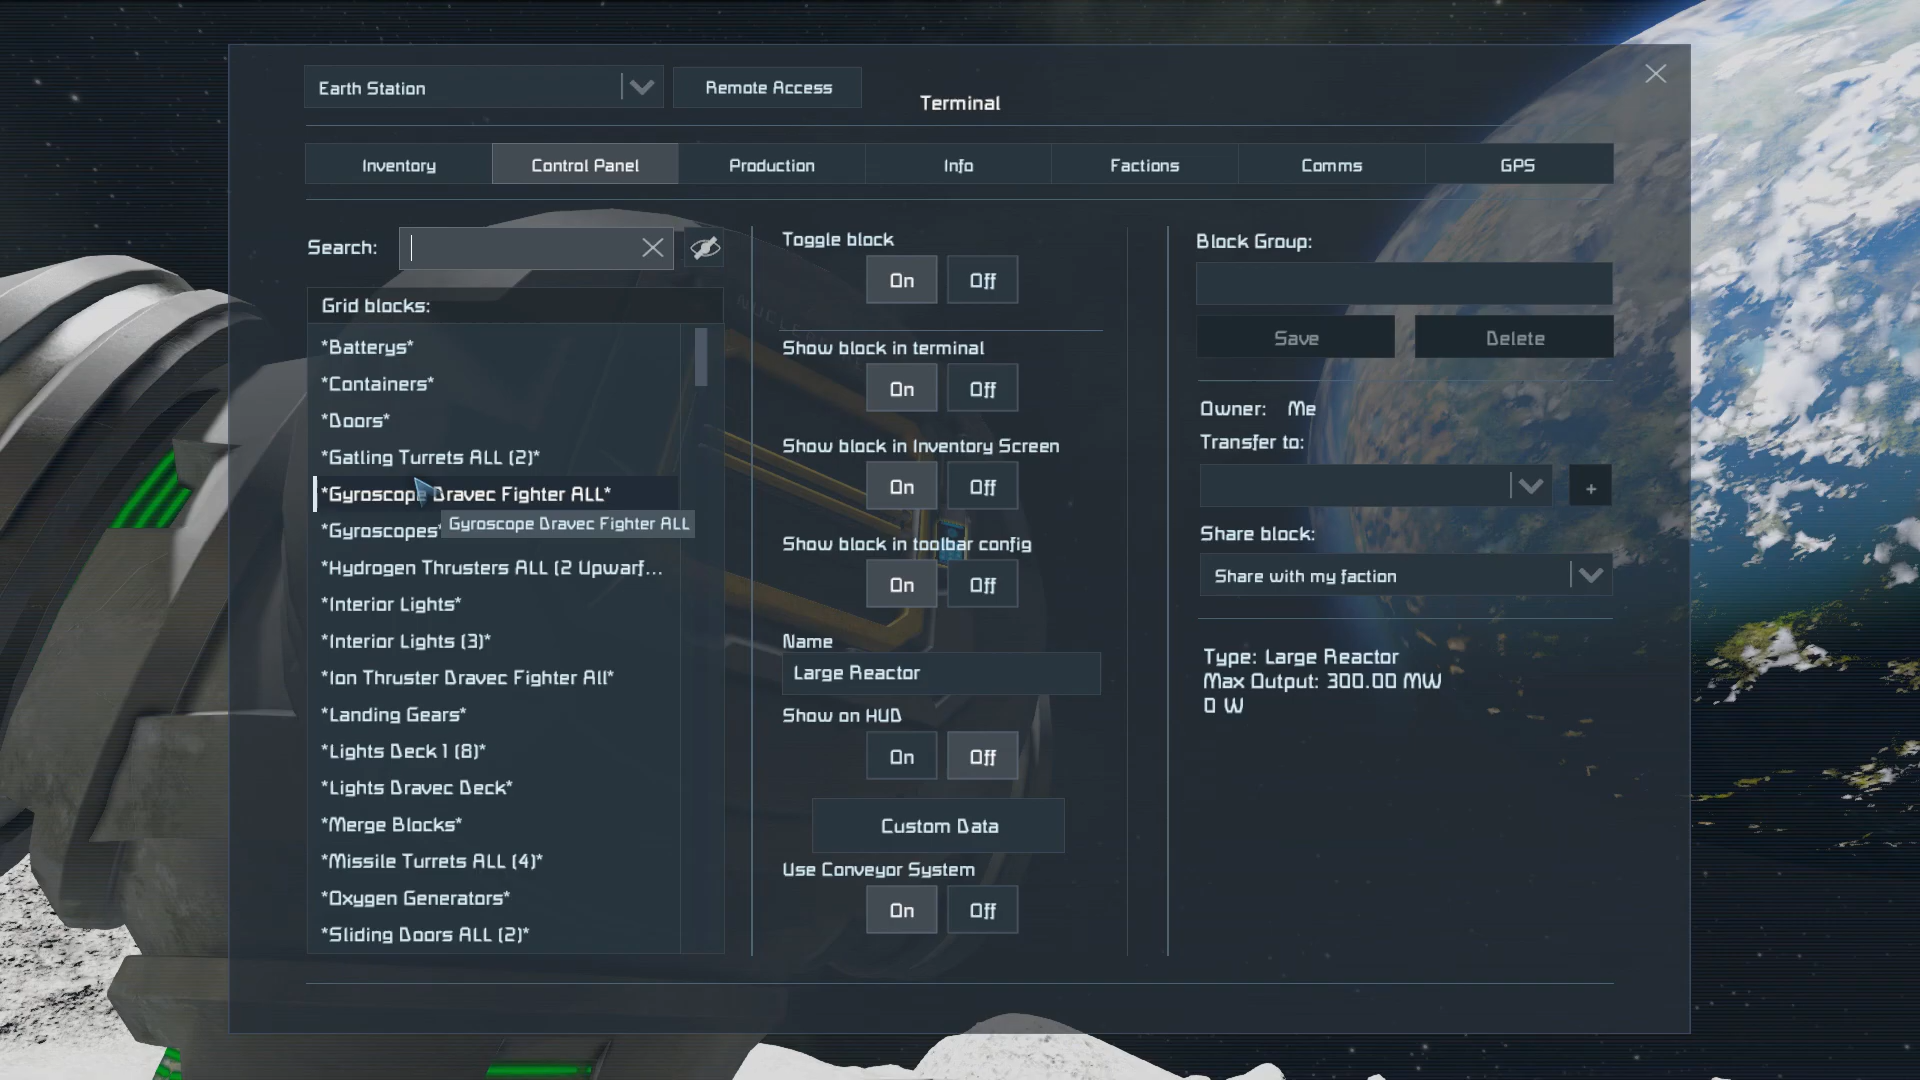 Earth Station
Remote Access
Terminal
Inventory
Control Panel
Production
Info
Factions
Comms
GPS
Search:
Grid blocks:
*Batterys*
*Containers*
*Doors*
*Gatling Turrets ALL (2)*
*Gyroscope Dravec Fighter ALL*
*Gyroscopes*
Gyroscope Dravec Fighter ALL
*Hydrogen Thrusters ALL (2 Upwarf...
*Interior Lights*
*Interior Lights (3)*
*Ion Thruster Dravec Fighter All*
*Landing Gears*
*Lights Deck 1 (8)*
*Lights Dravec Deck*
*Merge Blocks*
*Missile Turrets ALL (4)*
*Oxygen Generators*
*Sliding Doors ALL (2)*
Toggle block
On Off
Show block in terminal
On Off
Show block in Inventory Screen
On Off
Show block in toolbar config
On Off
Name
Large Reactor
Show on HUD
On Off
Custom Data
Use Conveyor System
On Off
Block Group:
Save
Delete
Owner: Me
Transfer to:
+
Share block:
Share with my faction
Type: Large Reactor
Max Output: 300.00 MW
0 W